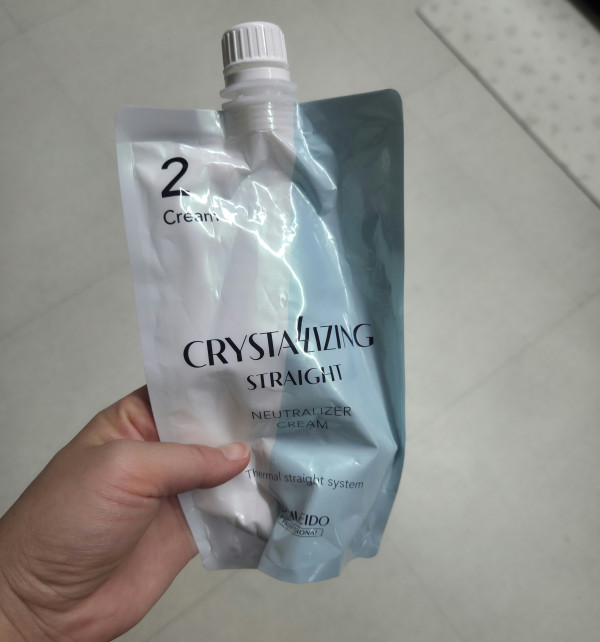 2
Cream
CRYSTALLIZING
STRAIGHT
NEUTRALIZER
CREAM
Thermal straight system